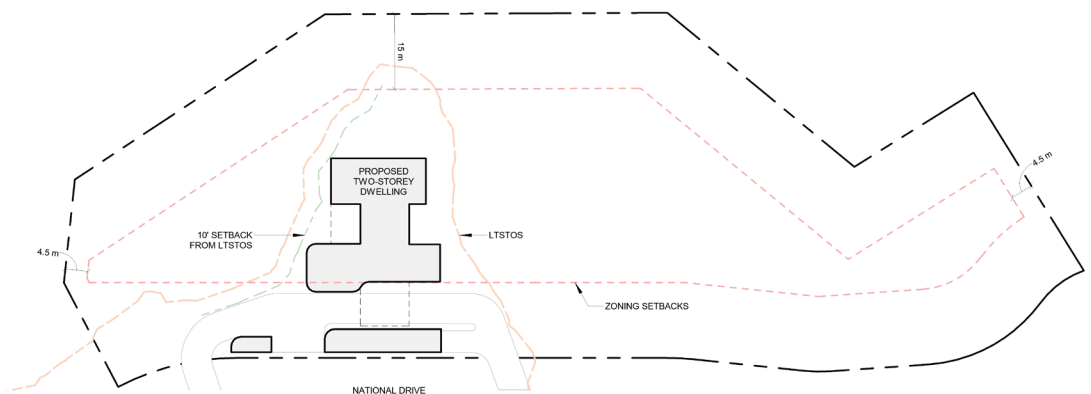 15 m
4.5 m
PROPOSED
TWO-STOREY
DWELLING
10' SETBACK
FROM LTSTOS
LTSTOS
4.5 m
ZONING SETBACKS
NATIONAL DRIVE